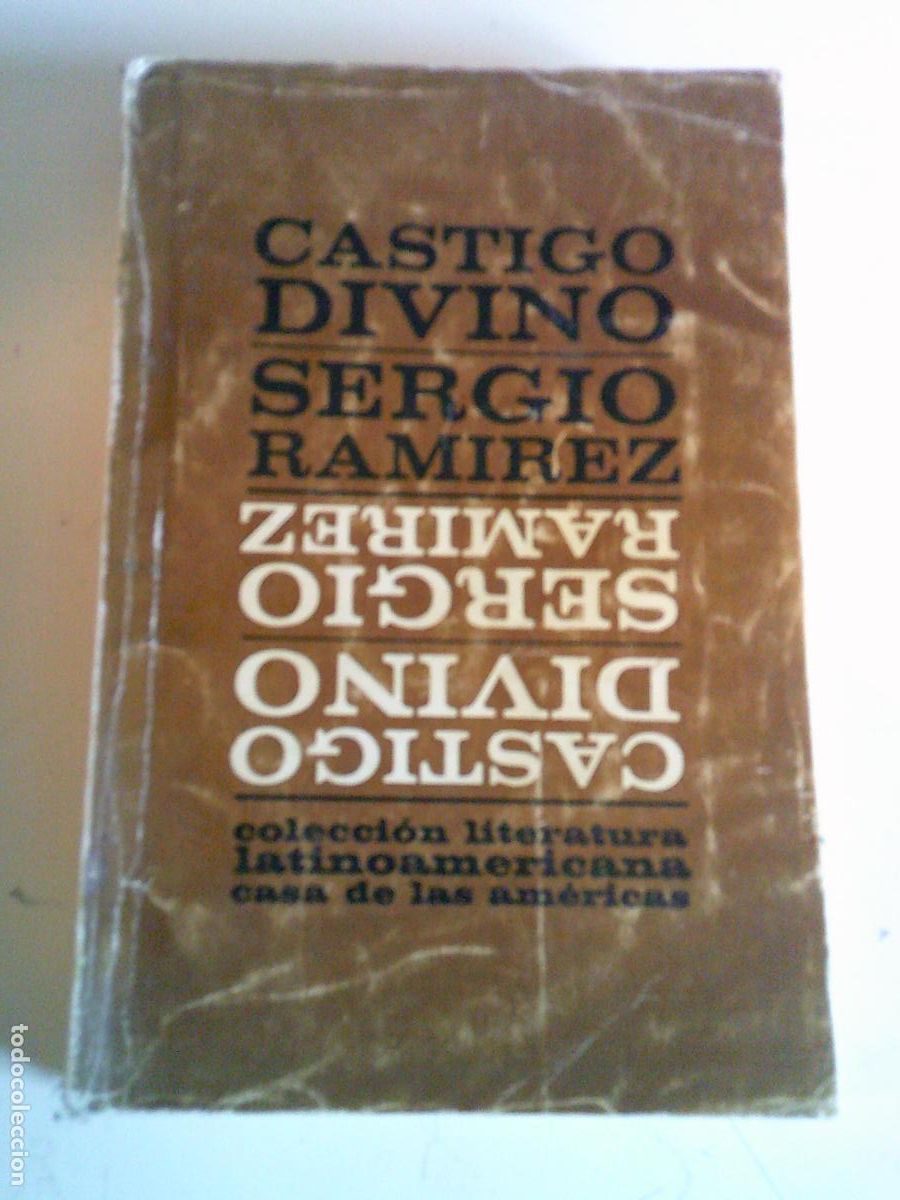 CASTIGO
DIVINO
SERGIO
RAMIREZ
RAMIREZ
SERGIO
DIVINO
CASTIGO
colección literatura
latinoamericana
casa de las américas
todocoleccion